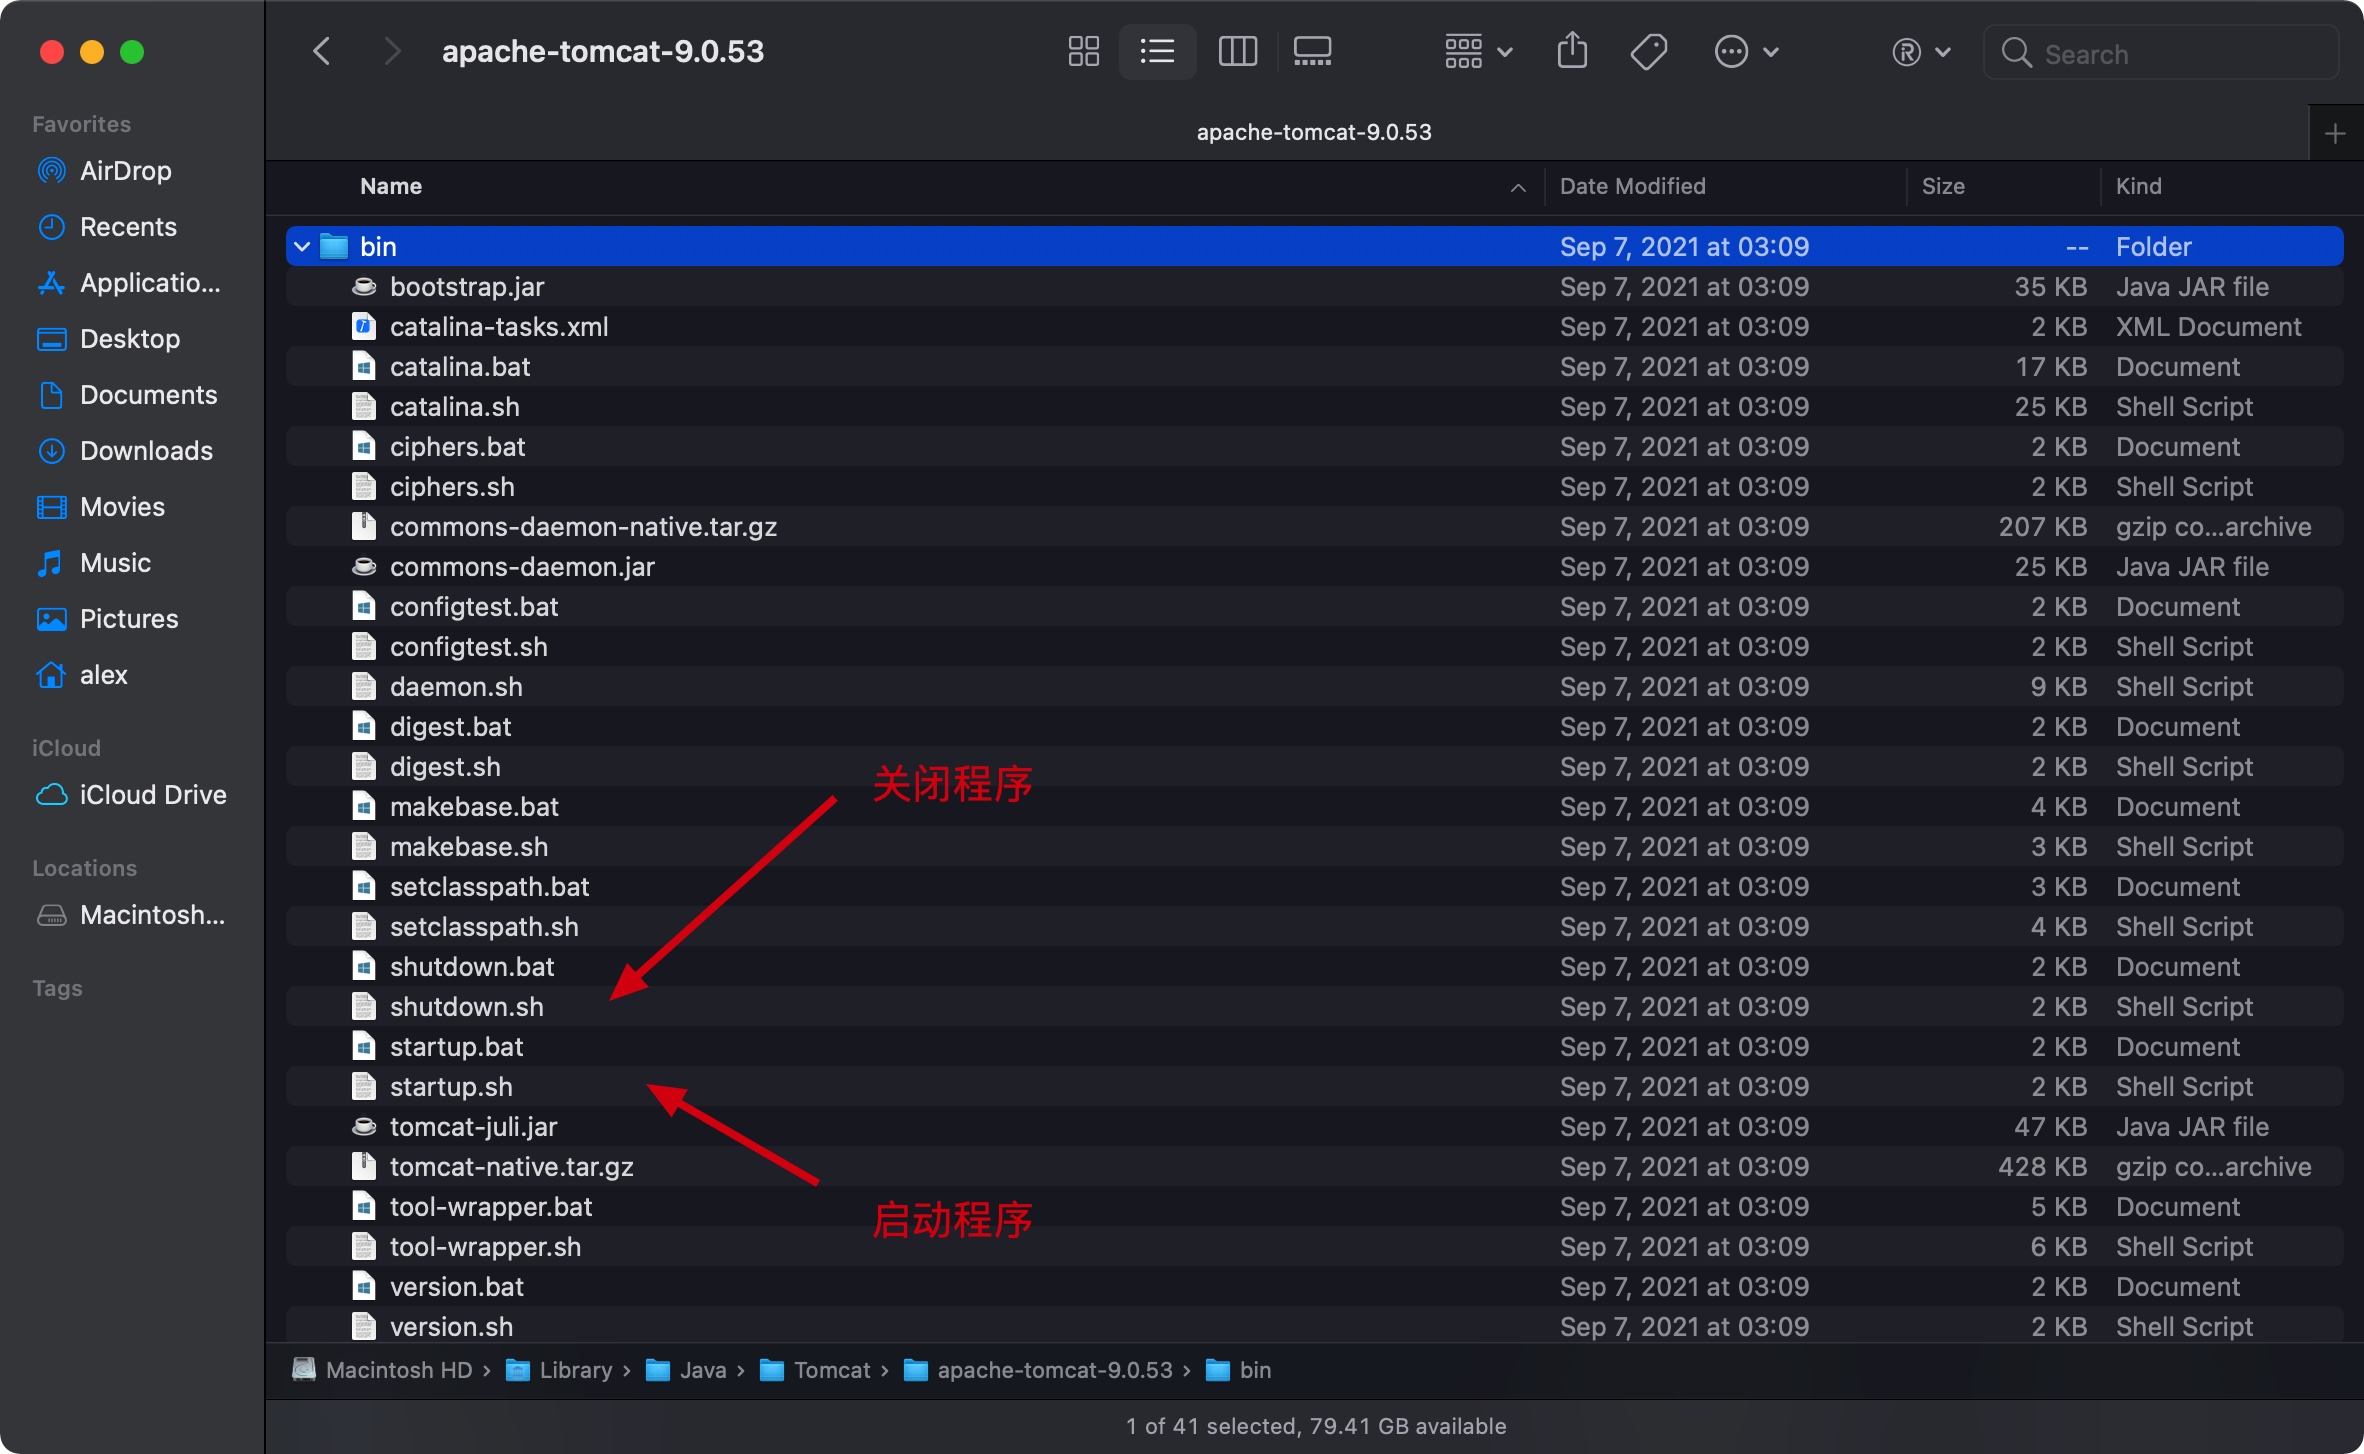 apache-tomcat-9.0.53
Search
Favorites
AirDrop
Recents
Applicatio...
Desktop
Documents
Downloads
Movies
Music
Pictures
alex
iCloud
iCloud Drive
Locations
Macintosh...
Tags
apache-tomcat-9.0.53
Name Date Modified Size Kind
bin Sep 7, 2021 at 03:09 -- Folder
bootstrap.jar Sep 7, 2021 at 03:09 35 KB Java JAR file
catalina-tasks.xml Sep 7, 2021 at 03:09 2 KB XML Document
catalina.bat Sep 7, 2021 at 03:09 17 KB Document
catalina.sh Sep 7, 2021 at 03:09 25 KB Shell Script
ciphers.bat Sep 7, 2021 at 03:09 2 KB Document
ciphers.sh Sep 7, 2021 at 03:09 2 KB Shell Script
commons-daemon-native.tar.gz Sep 7, 2021 at 03:09 207 KB gzip co...archive
commons-daemon.jar Sep 7, 2021 at 03:09 25 KB Java JAR file
configtest.bat Sep 7, 2021 at 03:09 2 KB Document
configtest.sh Sep 7, 2021 at 03:09 2 KB Shell Script
daemon.sh Sep 7, 2021 at 03:09 9 KB Shell Script
digest.bat Sep 7, 2021 at 03:09 2 KB Document
digest.sh Sep 7, 2021 at 03:09 2 KB Shell Script
关闭程序
makebase.bat Sep 7, 2021 at 03:09 4 KB Document
makebase.sh Sep 7, 2021 at 03:09 3 KB Shell Script
setclasspath.bat Sep 7, 2021 at 03:09 3 KB Document
setclasspath.sh Sep 7, 2021 at 03:09 4 KB Shell Script
shutdown.bat Sep 7, 2021 at 03:09 2 KB Document
shutdown.sh Sep 7, 2021 at 03:09 2 KB Shell Script
startup.bat Sep 7, 2021 at 03:09 2 KB Document
startup.sh Sep 7, 2021 at 03:09 2 KB Shell Script
tomcat-juli.jar Sep 7, 2021 at 03:09 47 KB Java JAR file
tomcat-native.tar.gz Sep 7, 2021 at 03:09 428 KB gzip co...archive
tool-wrapper.bat Sep 7, 2021 at 03:09 5 KB Document
启动程序
tool-wrapper.sh Sep 7, 2021 at 03:09 6 KB Shell Script
version.bat Sep 7, 2021 at 03:09 2 KB Document
version.sh Sep 7, 2021 at 03:09 2 KB Shell Script
Macintosh HD › Library › Java › Tomcat › apache-tomcat-9.0.53 › bin
1 of 41 selected, 79.41 GB available